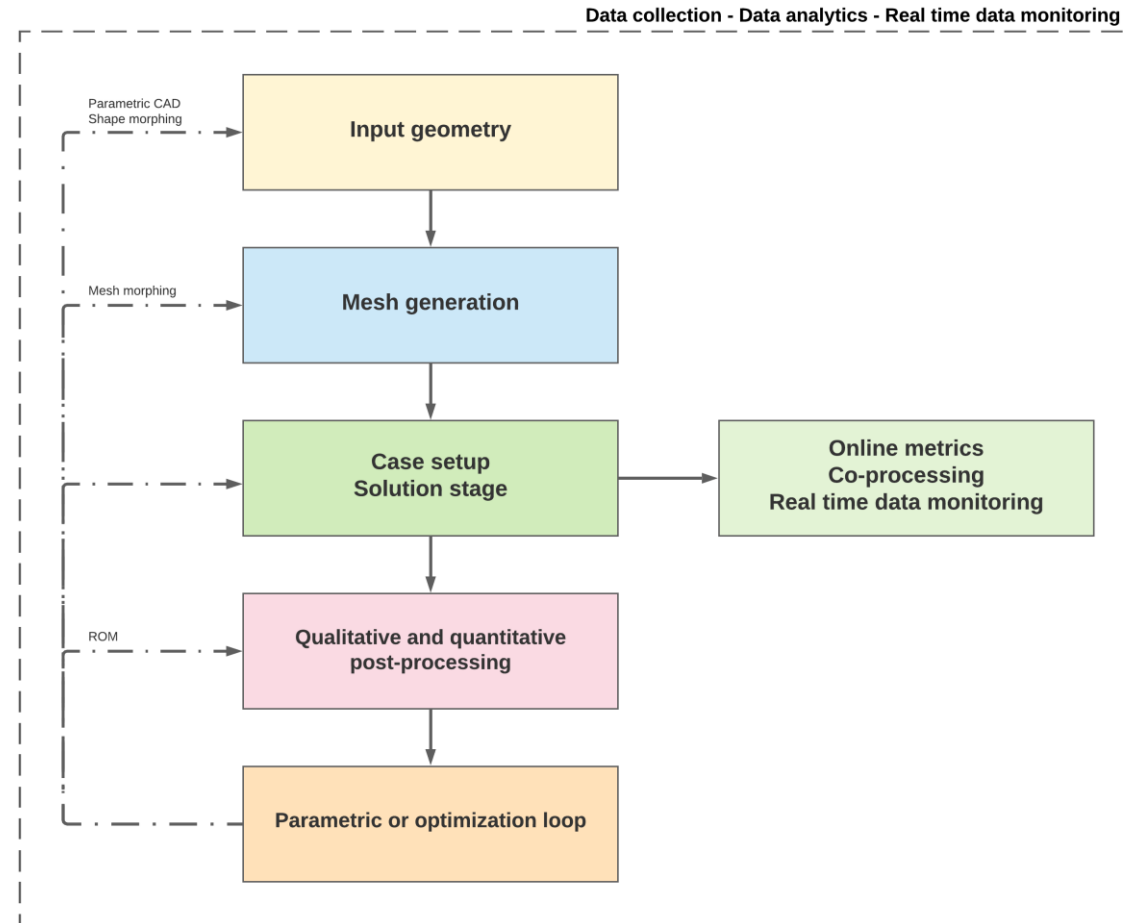 Data collection - Data analytics - Real time data monitoring
Parametric CAD
Shape morphing
Input geometry
Mesh morphing
Mesh generation
Case setup
Solution stage
Online metrics
Co-processing
Real time data monitoring
ROM
Qualitative and quantitative
post-processing
Parametric or optimization loop